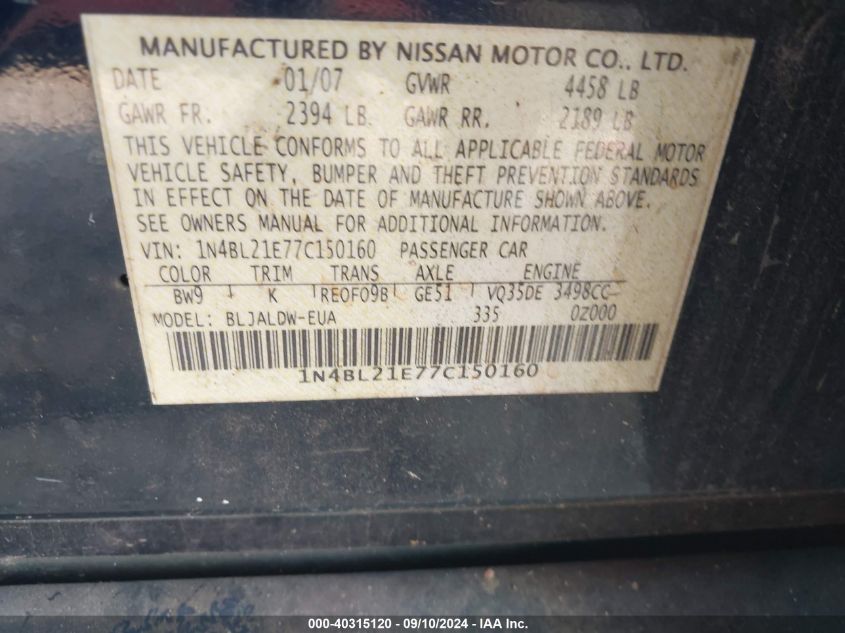 MANUFACTURED BY NISSAN MOTOR CO., LTD.
DATE 01/07 GVWR 4458 LB
GAWR FR. 2394 LB GAWR RR. 2189 LB
THIS VEHICLE CONFORMS TO ALL APPLICABLE FEDERAL MOTOR
VEHICLE SAFETY, BUMPER AND THEFT PREVENTION STANDARDS
IN EFFECT ON THE DATE OF MANUFACTURE SHOWN ABOVE.
SEE OWNERS MANUAL FOR ADDITIONAL INFORMATION.
VIN: 1N4BL21E77C150160 PASSENGER CAR
COLOR TRIM TRANS AXLE ENGINE
BW9 K RE0F09B GE51 VQ35DE 3498CC
MODEL: BLJALDW-EUA 335 0Z000
1N4BL21E77C150160
000-40315120 - 09/10/2024 - IAAI Inc.